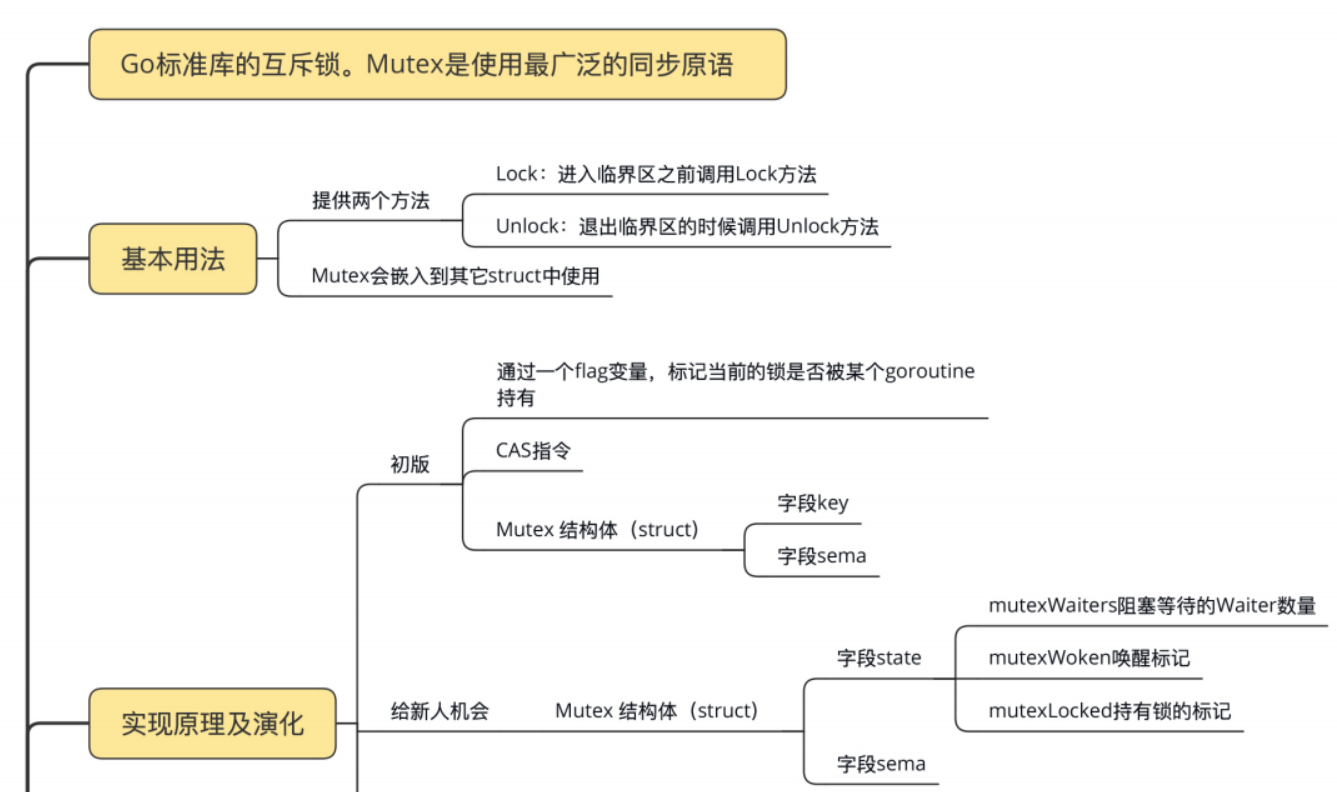 Go标准库的互斥锁。Mutex是使用最广泛的同步原语
基本用法
提供两个方法
Lock：进入临界区之前调用Lock方法
Unlock：退出临界区的时候调用Unlock方法
Mutex会嵌入到其它struct中使用
实现原理及演化
初版
通过一个flag变量，标记当前的锁是否被某个goroutine
持有
CAS指令
Mutex 结构体（struct）
字段key
字段sema
给新人机会
Mutex 结构体（struct）
字段state
mutexWaiters阻塞等待的Waiter数量
mutexWoken唤醒标记
mutexLocked持有锁的标记
字段sema